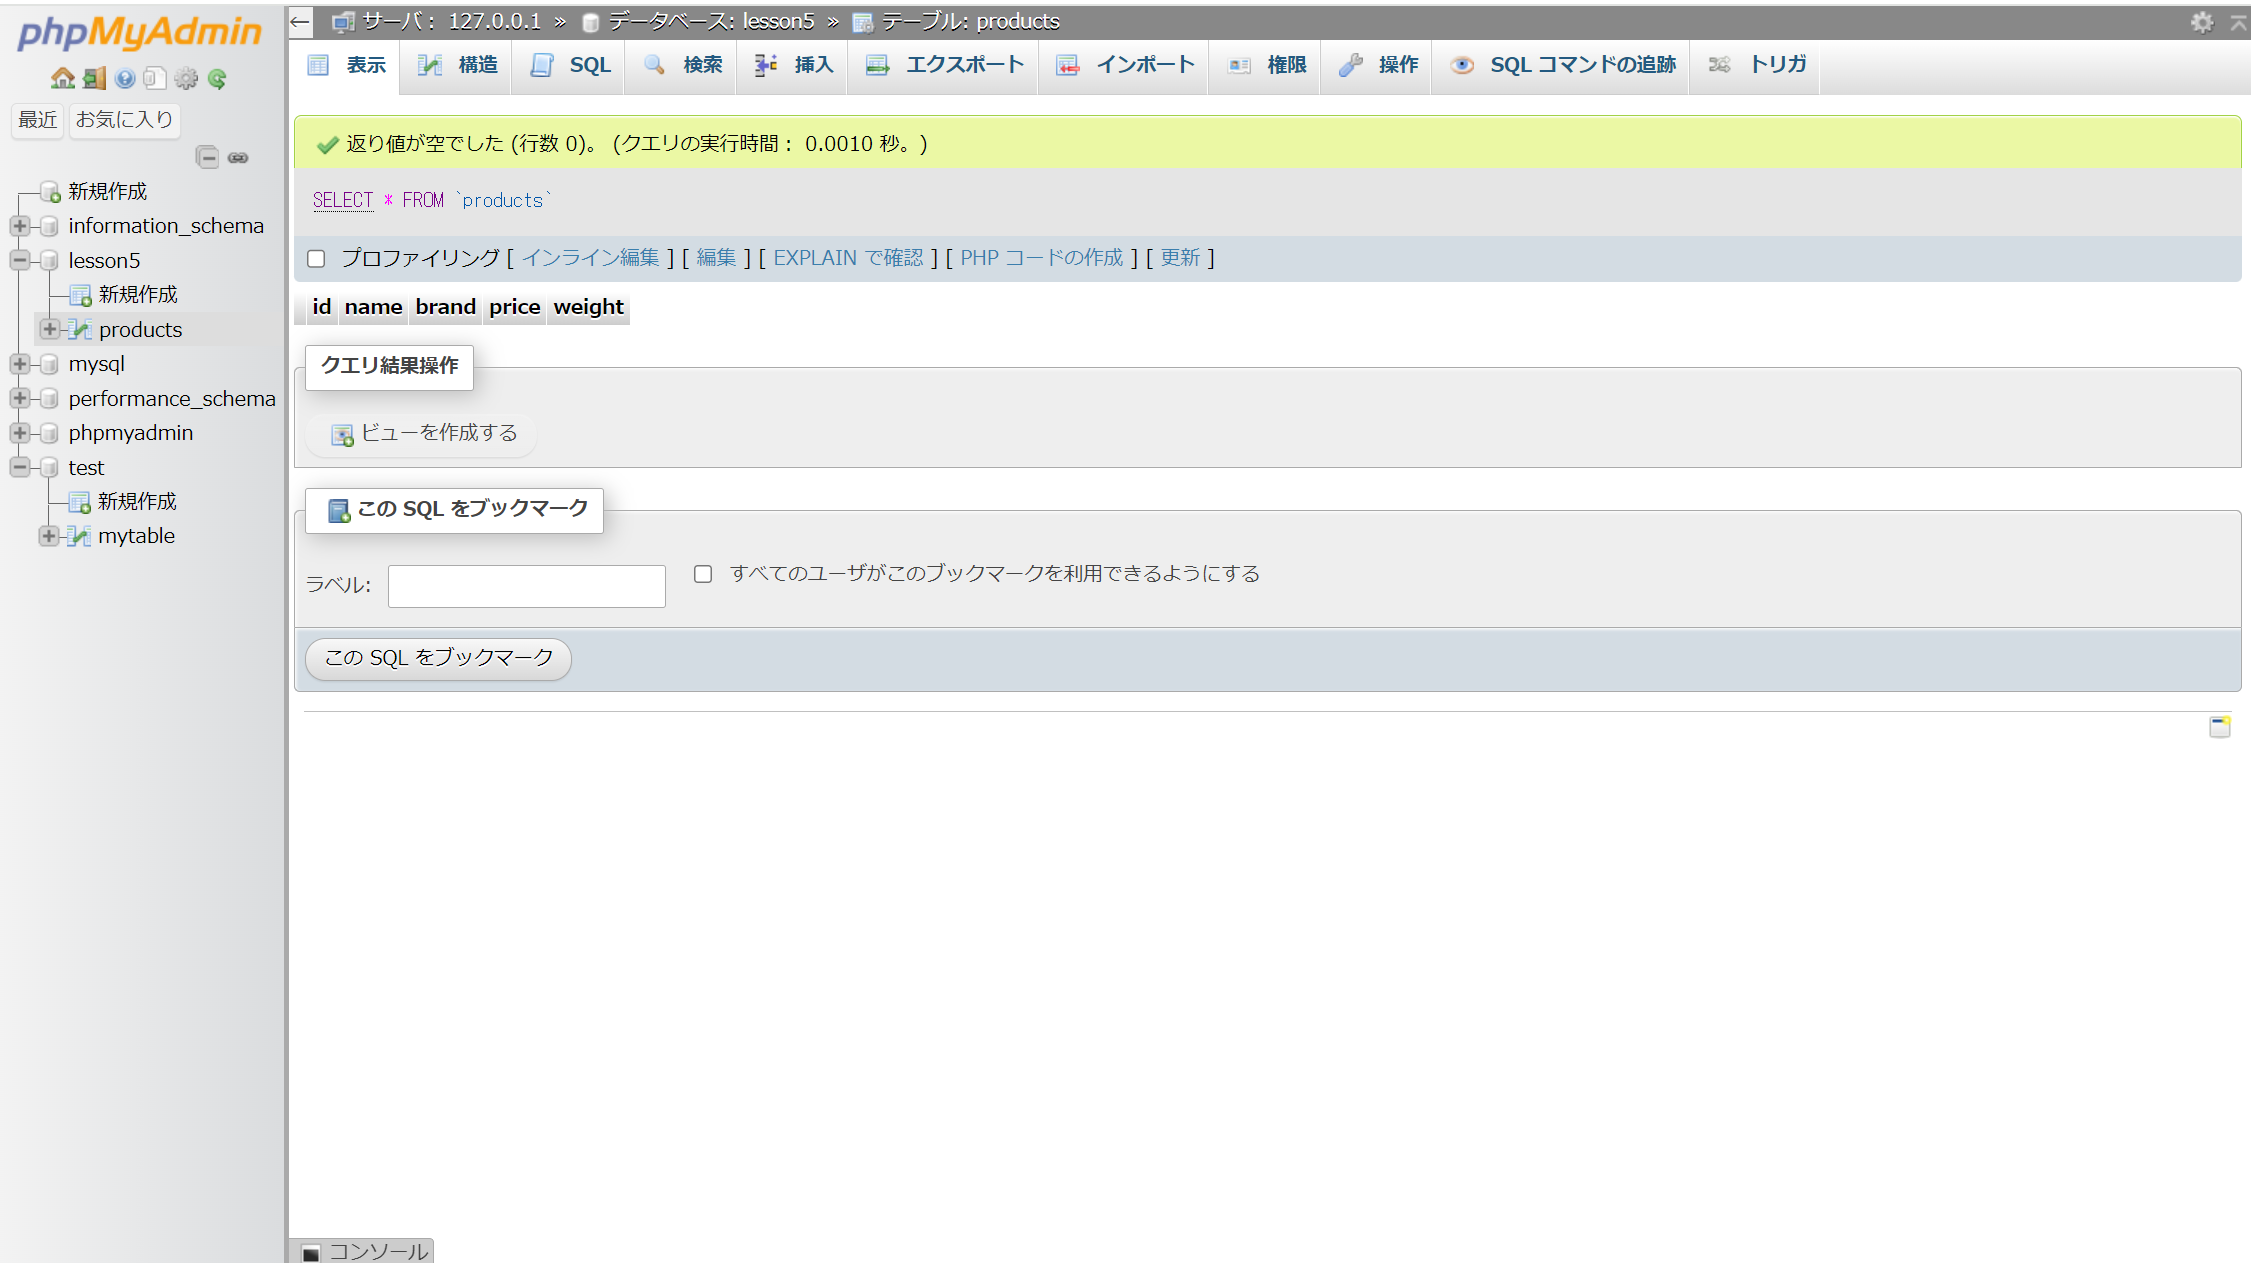 phpMyAdmin
最近 お気に入り
新規作成
information_schema
lesson5
新規作成
products
mysql
performance_schema
phpmyadmin
test
新規作成
mytable
← サーバ： 127.0.0.1 » データベース: lesson5 » テーブル: products
表示 構造 SQL 検索 挿入 エクスポート インポート 権限 操作 SQL コマンドの追跡 トリガ
返り値が空でした (行数 0)。 (クエリの実行時間： 0.0010 秒。)
SELECT * FROM `products`
プロファイリング [ インライン編集 ] [ 編集 ] [ EXPLAIN で確認 ] [ PHP コードの作成 ] [ 更新 ]
id name brand price weight
クエリ結果操作
ビューを作成する
この SQL をブックマーク
ラベル: すべてのユーザがこのブックマークを利用できるようにする
この SQL をブックマーク
コンソール